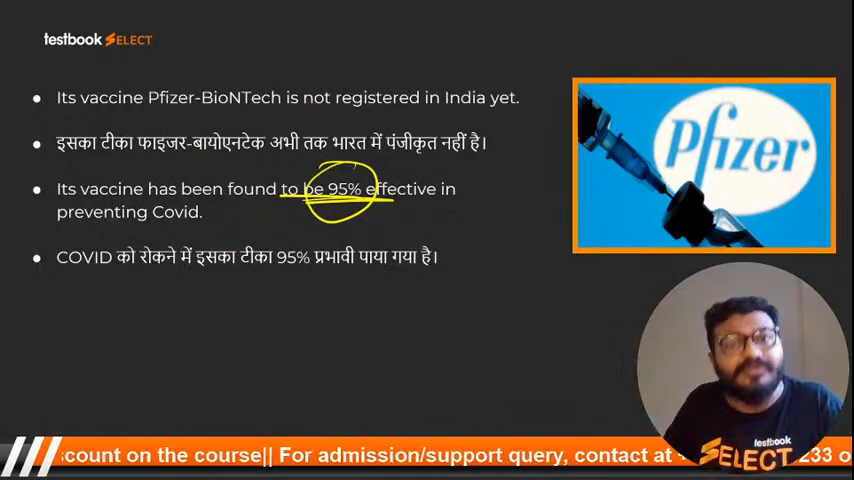 testbook SELECT
Its vaccine Pfizer-BioNTech is not registered in India yet.
इसका टीका फाइजर-बायोएनटेक अभी तक भारत में पंजीकृत नहीं है।
Its vaccine has been found to be 95% effective in
preventing Covid.
COVID को रोकने में इसका टीका 95% प्रभावी पाया गया है।
Pfizer
testbook
SELECT
scount on the course|| For admission/support query, contact at 233 o